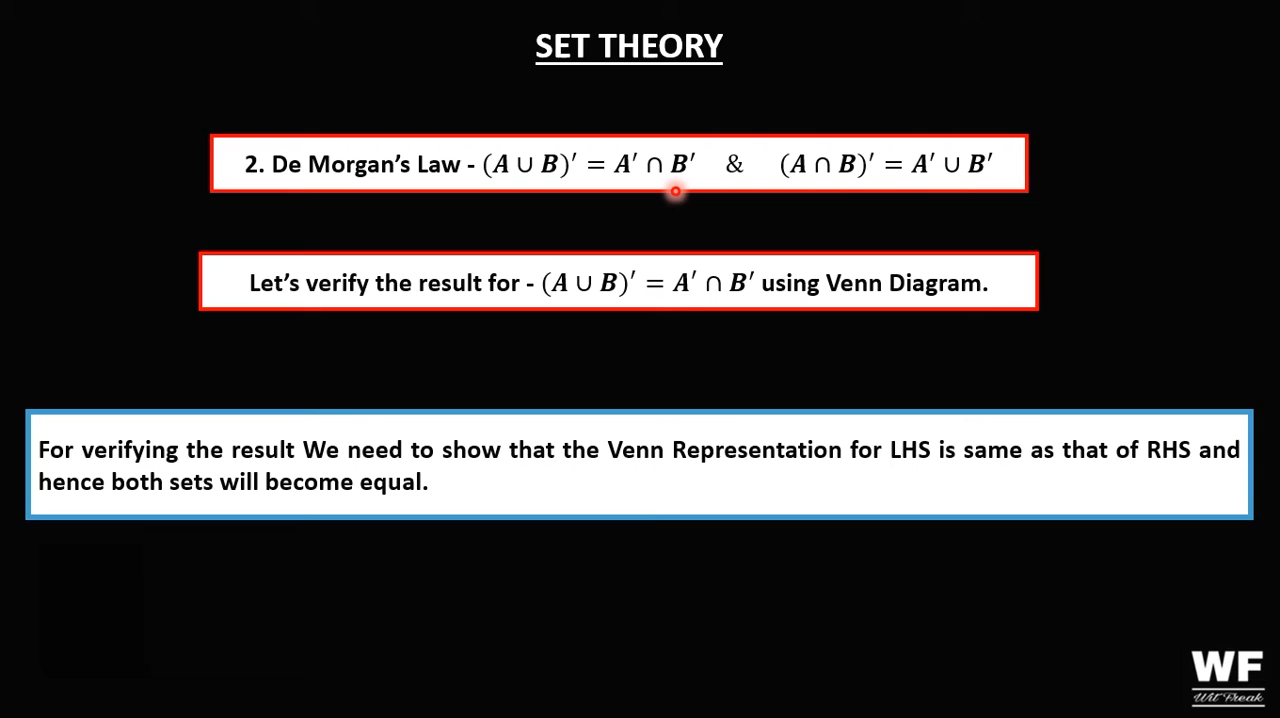 SET THEORY
2. De Morgan’s Law - (A ∪ B)′ = A′ ∩ B′ & (A ∩ B)′ = A′ ∪ B′
Let’s verify the result for - (A ∪ B)′ = A′ ∩ B′ using Venn Diagram.
For verifying the result We need to show that the Venn Representation for LHS is same as that of RHS and
hence both sets will become equal.
WF
Wit Freak